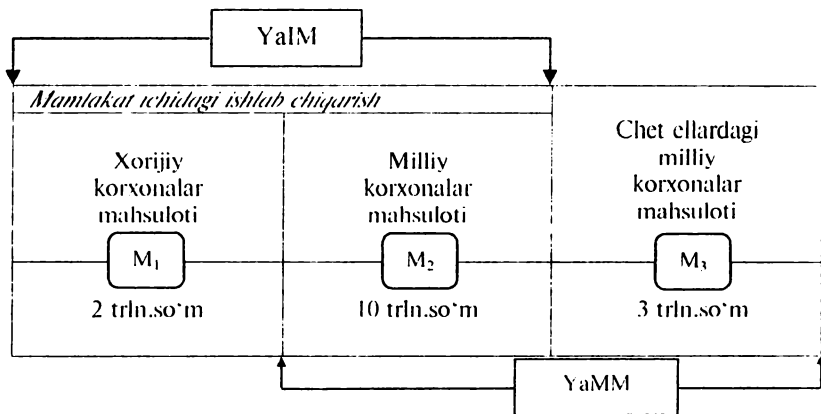 YaIM
Mamlakat ichidagi ishlab chiqarish
Xorijiy
korxonalar
mahsuloti
M₁
2 trln.so‘m
Milliy
korxonalar
mahsuloti
M₂
10 trln.so‘m
Chet ellardagi
milliy
korxonalar
mahsuloti
M₃
3 trln.so‘m
YaMM